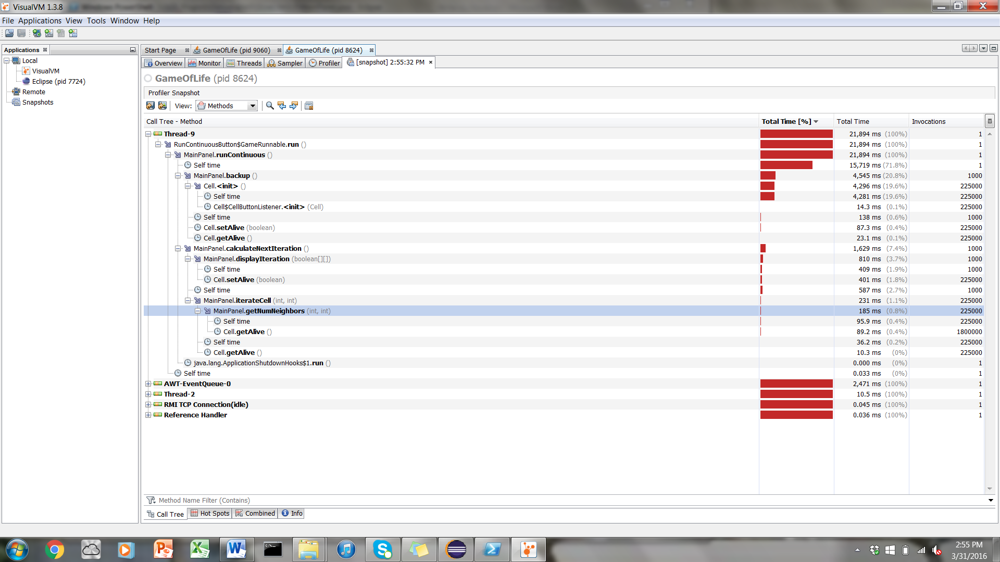 VisualVM 1.3.8
File Applications View Tools Window Help
Applications
Start Page GameOfLife (pid 9060) GameOfLife (pid 8624)
Local
VisualVM
Eclipse (pid 7724)
Remote
Snapshots
Overview Monitor Threads Sampler Profiler [snapshot] 2:55:32 PM
GameOfLife (pid 8624)
Profiler Snapshot
View: Methods
Call Tree - Method Total Time [%] Total Time Invocations
Thread-9 21,894 ms (100%) 1
RunContinuousButton$GameRunnable.run () 21,894 ms (100%) 1
MainPanel.runContinuous () 21,894 ms (100%) 1
Self time 15,719 ms (71.8%) 1
MainPanel.backup () 4,545 ms (20.8%) 1000
Cell.<init> () 4,296 ms (19.6%) 225000
Self time 4,281 ms (19.6%) 225000
Cell$CellButtonListener.<init> (Cell) 14.3 ms (0.1%) 225000
Self time 138 ms (0.6%) 1000
Cell.setAlive (boolean) 87.3 ms (0.4%) 225000
Cell.getAlive () 23.1 ms (0.1%) 225000
MainPanel.calculateNextIteration () 1,629 ms (7.4%) 1000
MainPanel.displayIteration (boolean[][]) 810 ms (3.7%) 1000
Self time 409 ms (1.9%) 1000
Cell.setAlive (boolean) 401 ms (1.8%) 225000
Self time 587 ms (2.7%) 1000
MainPanel.iterateCell (int, int) 231 ms (1.1%) 225000
MainPanel.getNumNeighbors (int, int) 185 ms (0.8%) 225000
Self time 95.9 ms (0.4%) 225000
Cell.getAlive () 89.2 ms (0.4%) 1800000
Self time 36.2 ms (0.2%) 225000
Cell.getAlive () 10.3 ms (0%) 225000
java.lang.ApplicationShutdownHooks$1.run () 0.000 ms (0%) 1
Self time 0.033 ms (0%) 1
AWT-EventQueue-0 2,471 ms (100%) 1
Thread-2 10.5 ms (100%) 1
RMI TCP Connection(idle) 0.045 ms (100%) 1
Reference Handler 0.036 ms (100%) 1
Method Name Filter (Contains)
Call Tree Hot Spots Combined Info
2:55 PM
3/31/2016